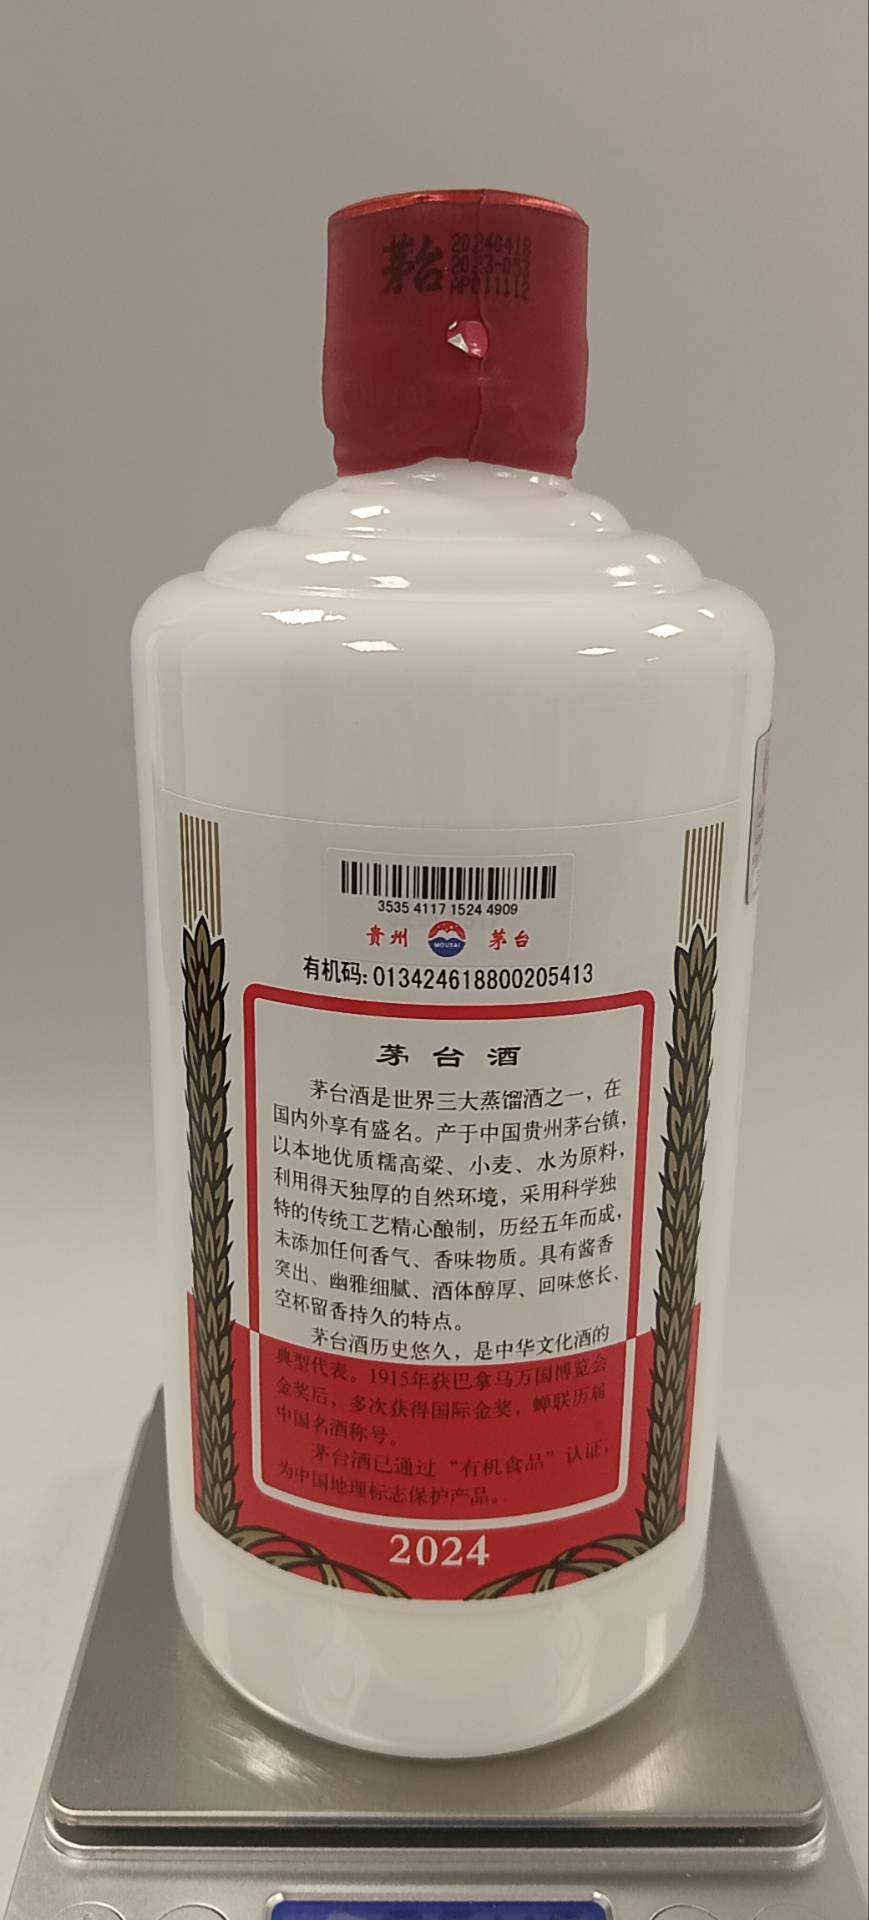 茅台
20240418
2023-053
AP011112
3535 4117 1524 4909
贵州 MOUTAI 茅台
有机码: 013424618800205413
茅台酒
茅台酒是世界三大蒸馏酒之一，在
国内外享有盛名。产于中国贵州茅台镇，
以本地优质糯高粱、小麦、水为原料，
利用得天独厚的自然环境，采用科学独
特的传统工艺精心酿制，历经五年而成，
未添加任何香气、香味物质。具有酱香
突出、幽雅细腻、酒体醇厚、回味悠长、
空杯留香持久的特点。
茅台酒历史悠久，是中华文化酒的
典型代表。1915年获巴拿马万国博览会
金奖后，多次获得国际金奖，蝉联历届
中国名酒称号。
茅台酒已通过“有机食品”认证，
为中国地理标志保护产品。
2024